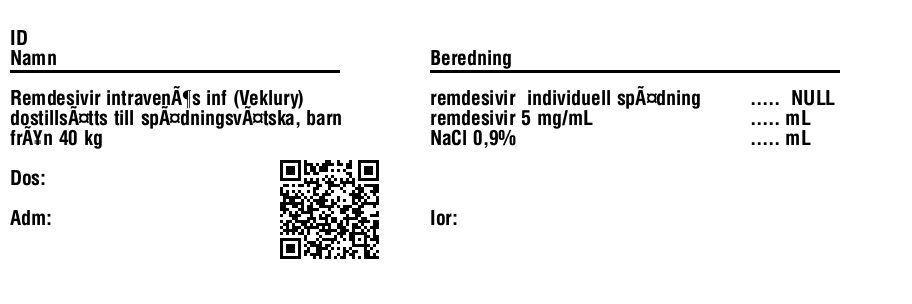 ID
Namn
Remdesivir intravenÃ¶s inf (Veklury)
dostillsÃ¤tts till spÃ¤dningsvÃ¤tska, barn
frÃ¥n 40 kg
Dos:
Adm:
Beredning
remdesivir individuell spÃ¤dning ..... NULL
remdesivir 5 mg/mL ..... mL
NaCl 0,9% ..... mL
Ior: